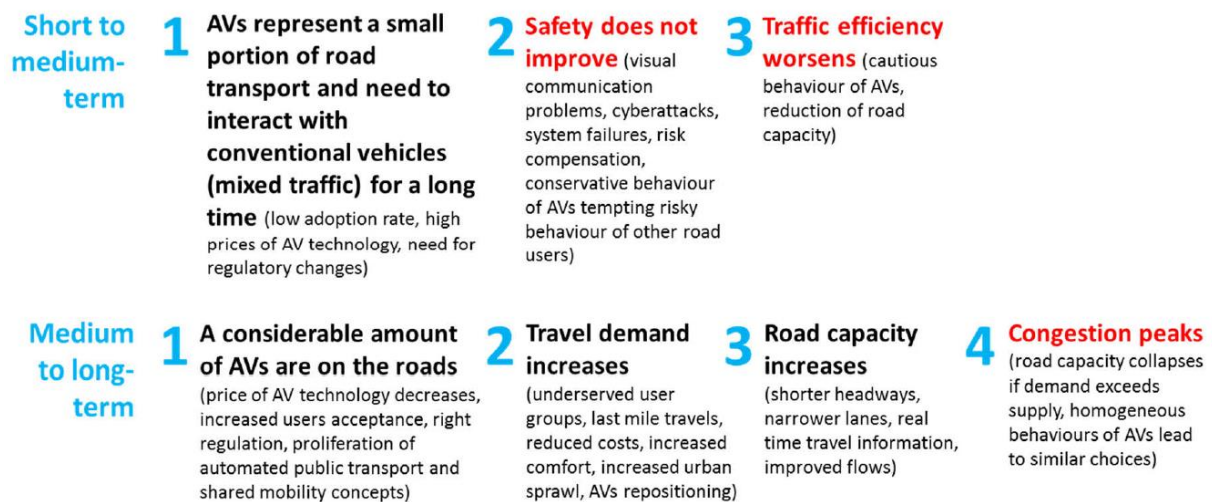 Short to
medium-
term
1
AVs represent a small
portion of road
transport and need to
interact with
conventional vehicles
(mixed traffic) for a long
time (low adoption rate, high
prices of AV technology, need for
regulatory changes)
2
Safety does not
improve (visual
communication
problems, cyberattacks,
system failures, risk
compensation,
conservative behaviour
of AVs tempting risky
behaviour of other road
users)
3
Traffic efficiency
worsens (cautious
behaviour of AVs,
reduction of road
capacity)
Medium
to long-
term
1
A considerable amount
of AVs are on the roads
(price of AV technology decreases,
increased users acceptance, right
regulation, proliferation of
automated public transport and
shared mobility concepts)
2
Travel demand
increases
(underserved user
groups, last mile travels,
reduced costs, increased
comfort, increased urban
sprawl, AVs repositioning)
3
Road capacity
increases
(shorter headways,
narrower lanes, real
time travel information,
improved flows)
4
Congestion peaks
(road capacity collapses
if demand exceeds
supply, homogeneous
behaviours of AVs lead
to similar choices)